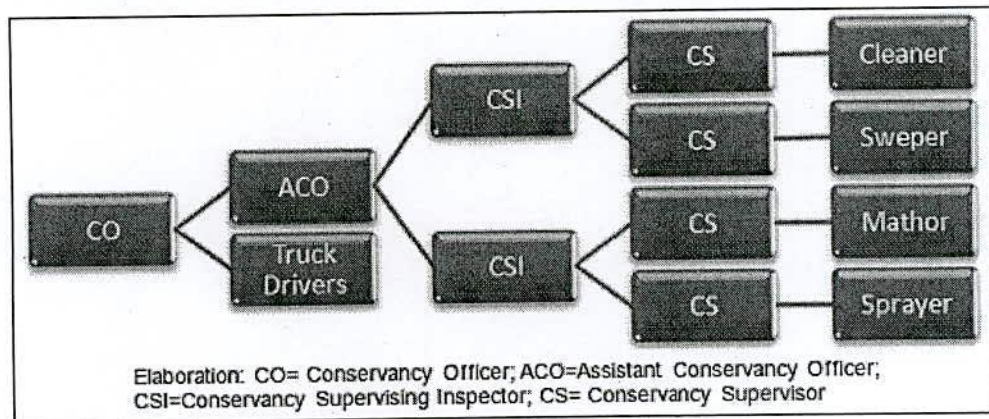 CO
ACO
Truck
Drivers
CSI
CSI
CS
CS
CS
CS
Cleaner
Sweper
Mathor
Sprayer
Elaboration: CO= Conservancy Officer; ACO=Assistant Conservancy Officer;
CSI=Conservancy Supervising Inspector; CS= Conservancy Supervisor